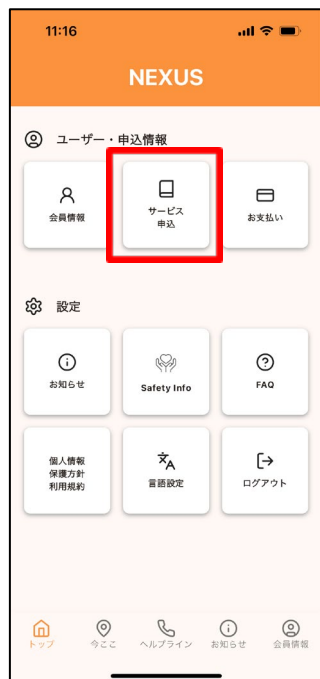 11:16
NEXUS
ユーザー・申込情報
会員情報
サービス
申込
お支払い
設定
お知らせ
Safety Info
FAQ
個人情報
保護方針
利用規約
言語設定
ログアウト
トップ
今ここ
ヘルプライン
お知らせ
会員情報